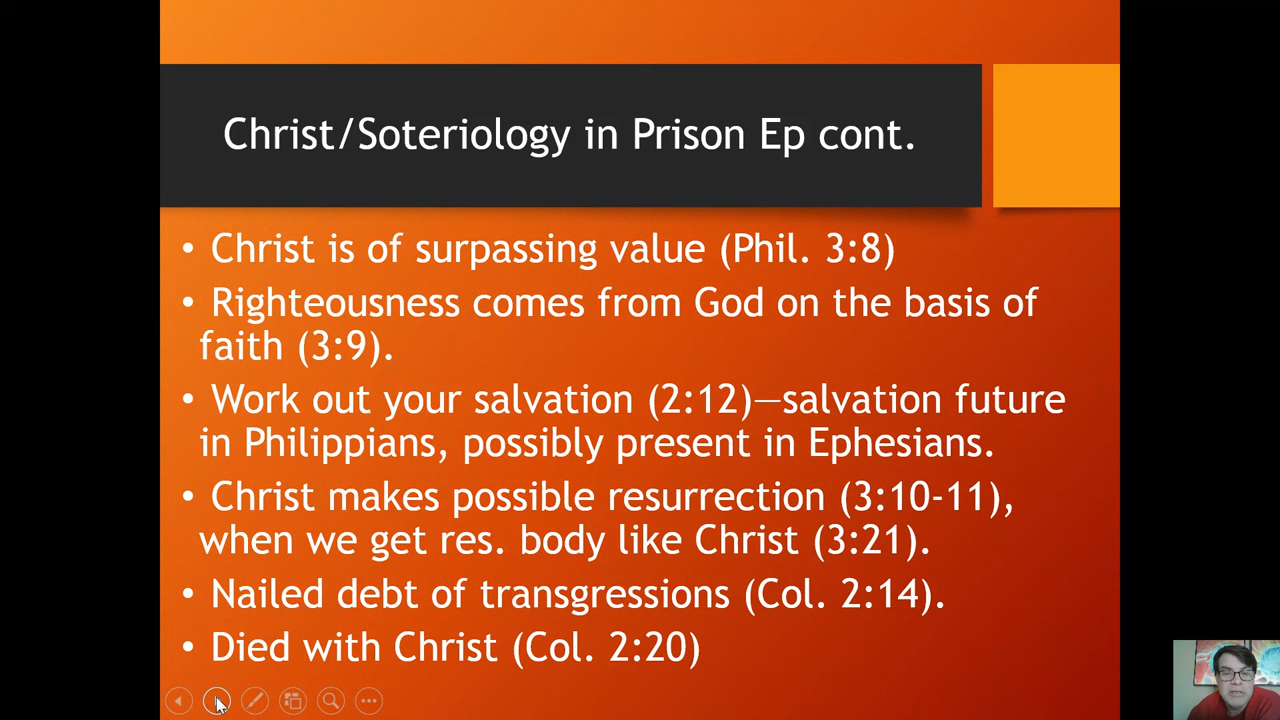 Christ/Soteriology in Prison Ep cont.
• Christ is of surpassing value (Phil. 3:8)
• Righteousness comes from God on the basis of
faith (3:9).
• Work out your salvation (2:12)—salvation future
in Philippians, possibly present in Ephesians.
• Christ makes possible resurrection (3:10-11),
when we get res. body like Christ (3:21).
• Nailed debt of transgressions (Col. 2:14).
• Died with Christ (Col. 2:20)